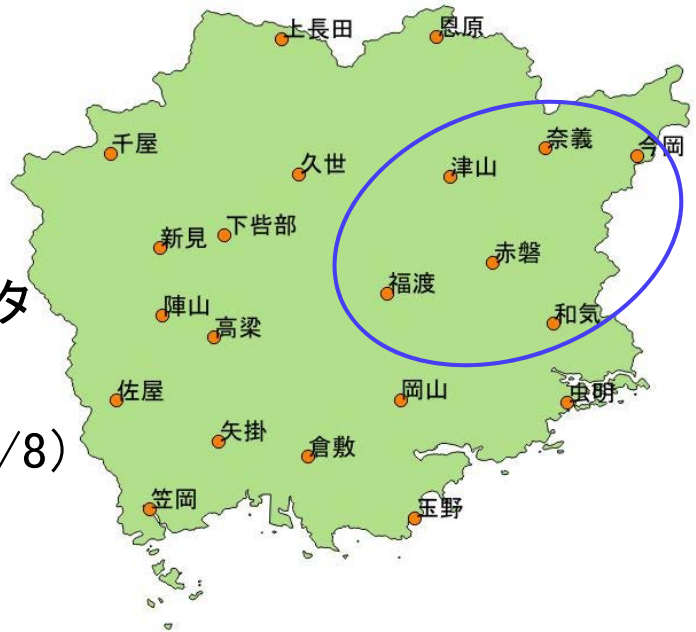 上長田
恩原
千屋
久世
津山
奈義
今岡
新見
下呰部
赤磐
福渡
タ
陣山
高梁
和気
佐屋
岡山
虫明
/8)
矢掛
倉敷
笠岡
玉野